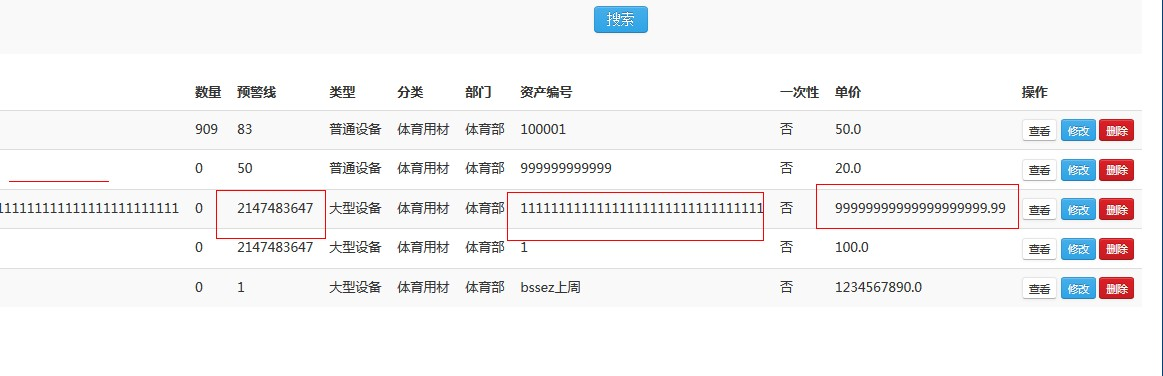 搜索
数量 预警线 类型 分类 部门 资产编号 一次性 单价 操作
909 83 普通设备 体育用材 体育部 100001 否 50.0 查看 修改 删除
0 50 普通设备 体育用材 体育部 999999999999 否 20.0 查看 修改 删除
111111111111111111111111 0 2147483647 大型设备 体育用材 体育部 11111111111111111111111111111111 否 99999999999999999999.99 查看 修改 删除
0 2147483647 大型设备 体育用材 体育部 1 否 100.0 查看 修改 删除
0 1 大型设备 体育用材 体育部 bssez上周 否 1234567890.0 查看 修改 删除